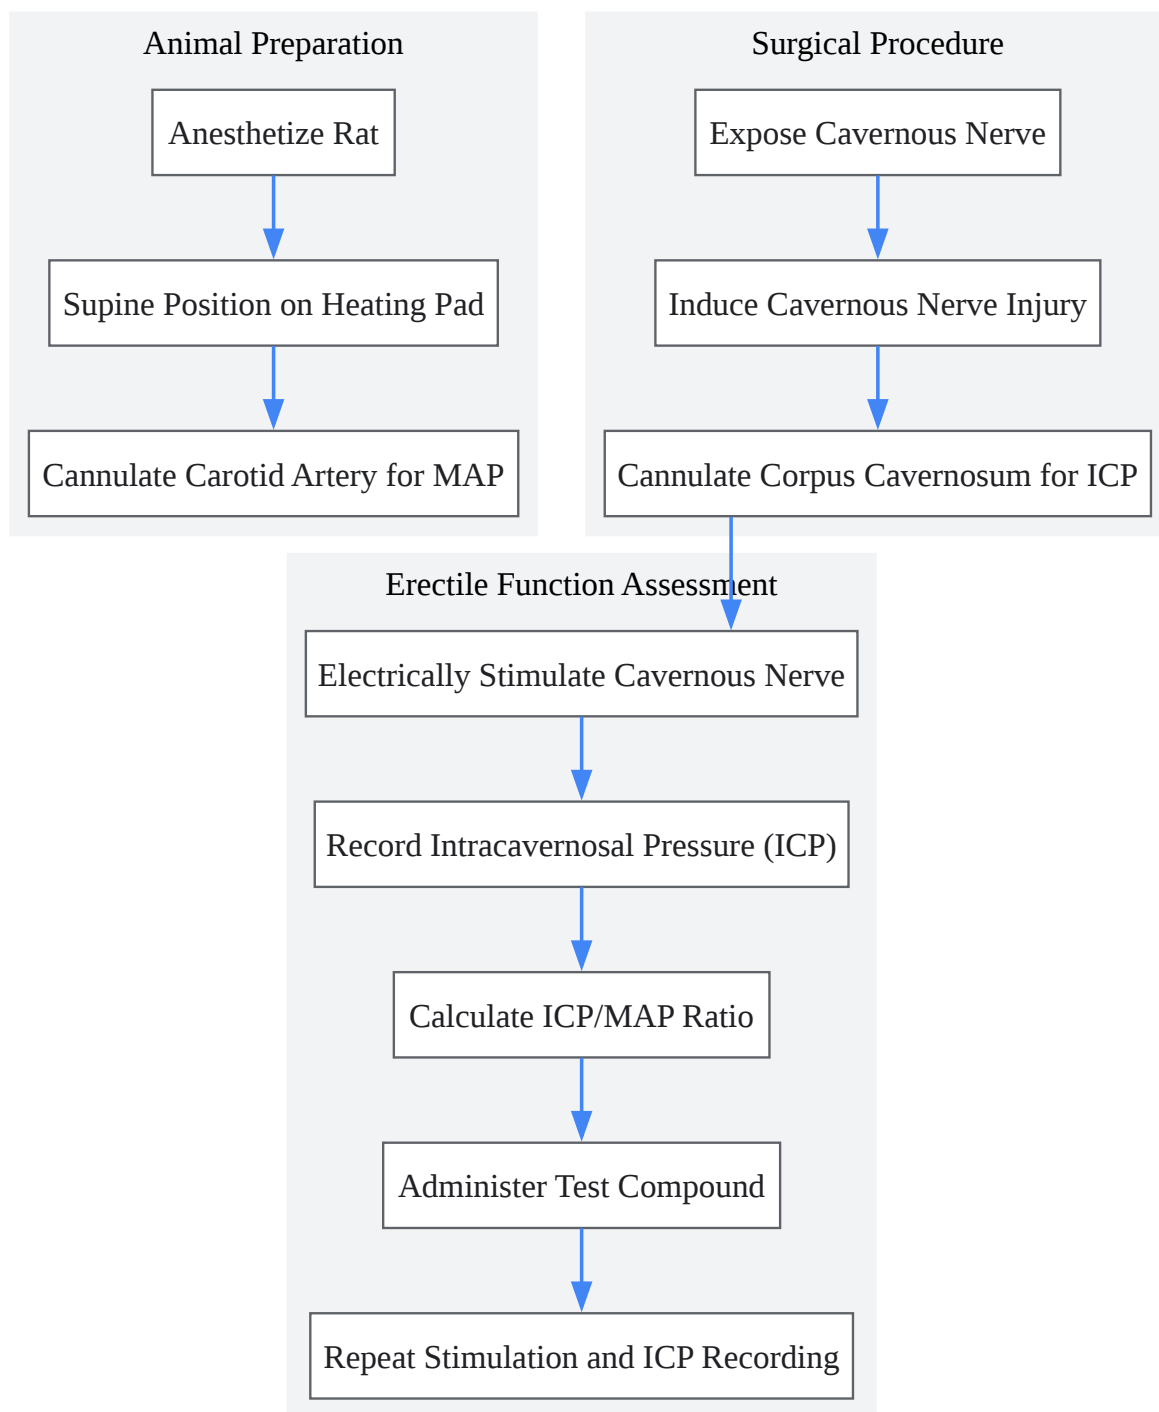 Animal Preparation
Anesthetize Rat
Supine Position on Heating Pad
Cannulate Carotid Artery for MAP
Surgical Procedure
Expose Cavernous Nerve
Induce Cavernous Nerve Injury
Cannulate Corpus Cavernosum for ICP
Erectile Function Assessment
Electrically Stimulate Cavernous Nerve
Record Intracavernosal Pressure (ICP)
Calculate ICP/MAP Ratio
Administer Test Compound
Repeat Stimulation and ICP Recording